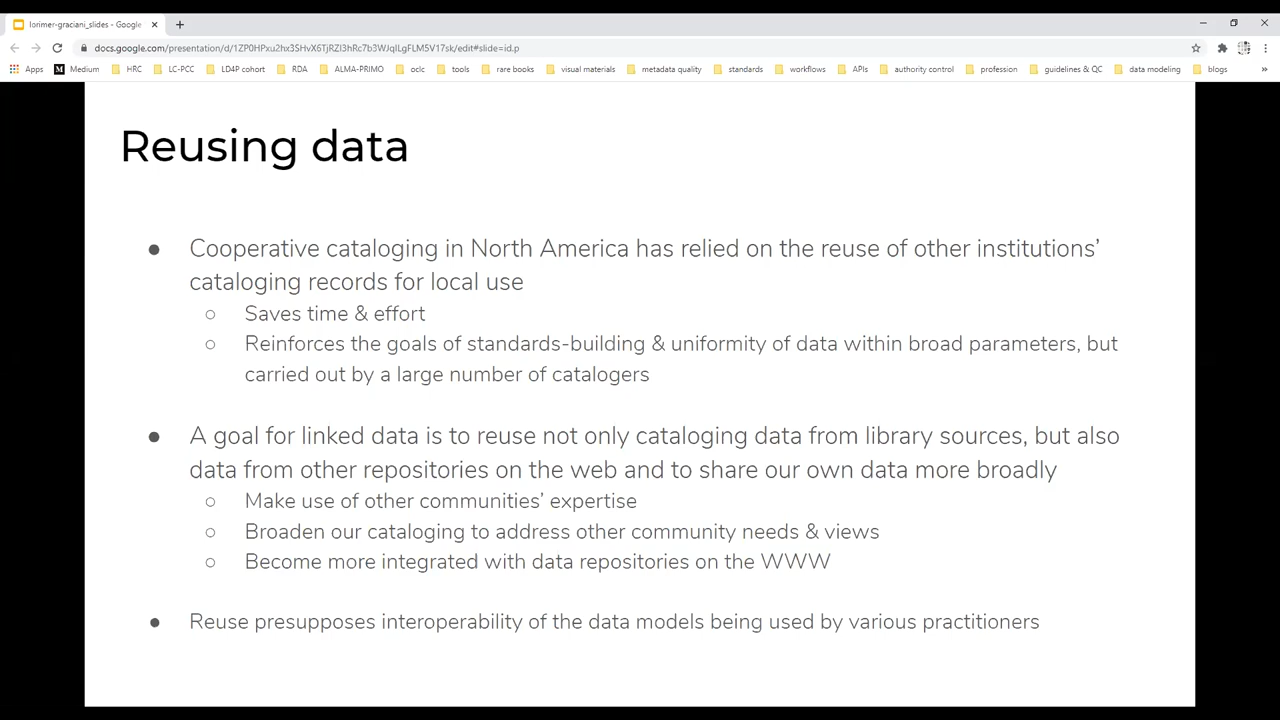 lorimer-graciani_slides - Google
docs.google.com/presentation/d/1ZP0HPxu2hx3SHvX6TjRZI3hRc7b3WJqILgFLM5V17sk/edit#slide=id.p
Apps Medium HRC LC-PCC LD4P cohort RDA ALMA-PRIMO oclc tools rare books visual materials metadata quality standards workflows APIs authority control profession guidelines & QC data modeling blogs »
Reusing data
● Cooperative cataloging in North America has relied on the reuse of other institutions’
cataloging records for local use
○ Saves time & effort
○ Reinforces the goals of standards-building & uniformity of data within broad parameters, but
carried out by a large number of catalogers
● A goal for linked data is to reuse not only cataloging data from library sources, but also
data from other repositories on the web and to share our own data more broadly
○ Make use of other communities’ expertise
○ Broaden our cataloging to address other community needs & views
○ Become more integrated with data repositories on the WWW
● Reuse presupposes interoperability of the data models being used by various practitioners